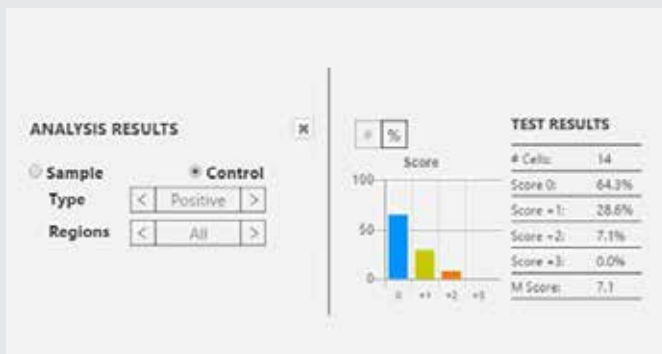 ANALYSIS RESULTS
Sample
Control
Type
< Positive >
Regions
< All >
# %
Score
100
50
0
0 +1 +2 +3
TEST RESULTS
# Cells: 14
Score 0: 64.3%
Score +1: 28.6%
Score +2: 7.1%
Score +3: 0.0%
M Score: 7.1